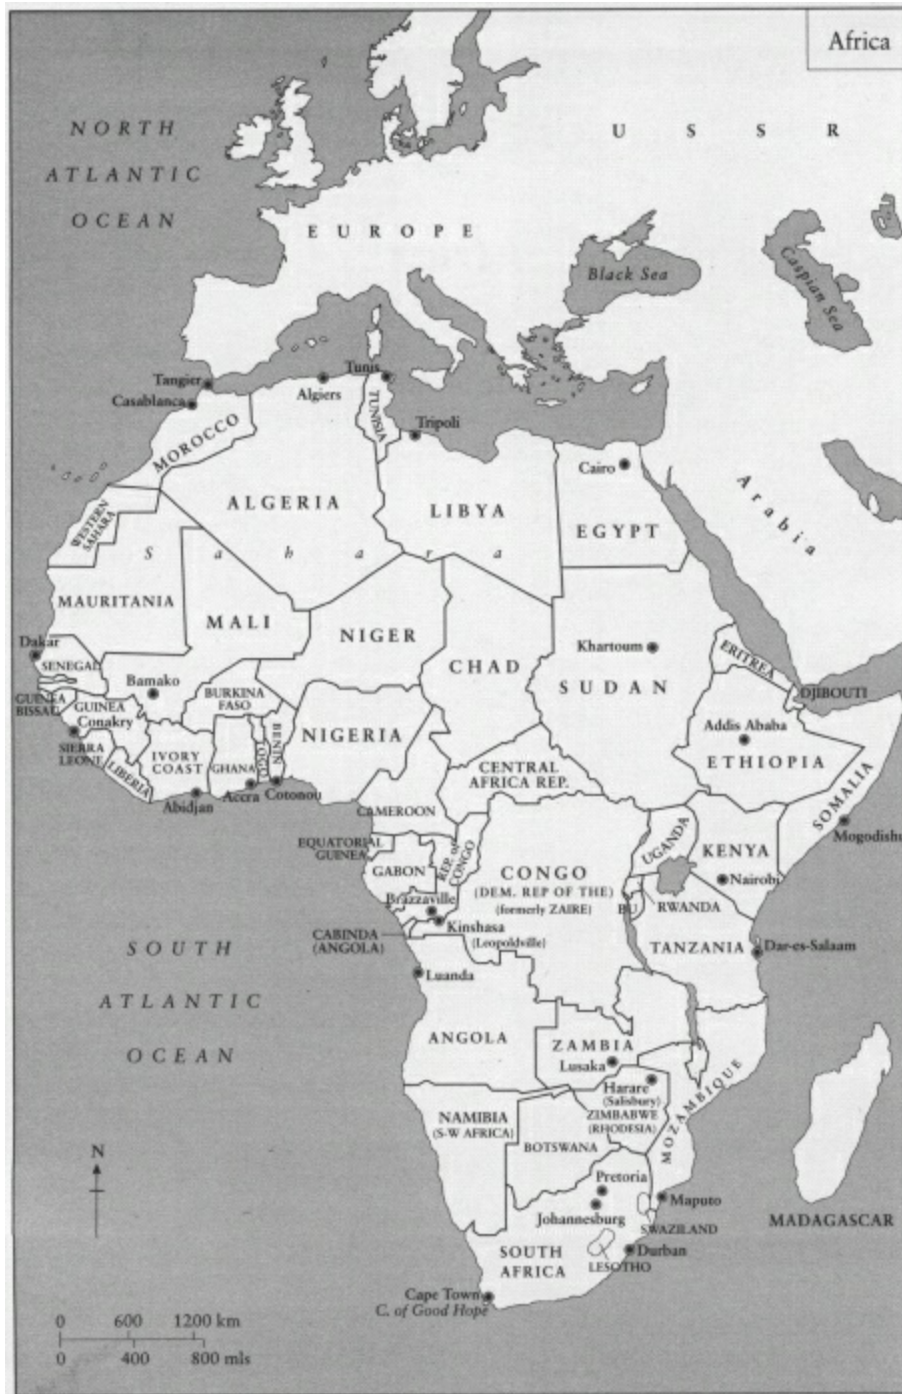 Africa
NORTH
ATLANTIC
OCEAN
U S S R
EUROPE
Black Sea
Caspian Sea
Tangier
Casablanca
Algiers
Tunis
TUNISIA
Tripoli
MOROCCO
Cairo
Arabia
WESTERN
SAHARA
ALGERIA
LIBYA
EGYPT
Sahara
MAURITANIA
MALI
NIGER
CHAD
Khartoum
SUDAN
ERITREA
DJIBOUTI
Dakar
SENEGAL
Bamako
BURKINA
FASO
GUINEA
BISSAU
GUINEA
Conakry
SIERRA
LEONE
LIBERIA
IVORY
COAST
Abidjan
GHANA
Accra
TOGO
BENIN
Cotonou
NIGERIA
CENTRAL
AFRICA REP.
CAMEROON
Addis Ababa
ETHIOPIA
SOMALIA
Mogodishu
EQUATORIAL
GUINEA
GABON
REP. of
CONGO
CONGO
(DEM. REP OF THE)
(formerly ZAIRE)
UGANDA
KENYA
Nairobi
BU
RWANDA
TANZANIA
Dar-es-Salaam
Brazzaville
Kinshasa
(Leopoldville)
CABINDA
(ANGOLA)
Luanda
SOUTH
ATLANTIC
OCEAN
ANGOLA
ZAMBIA
Lusaka
Harare
(Salisbury)
ZIMBABWE
(RHODESIA)
MOZAMBIQUE
NAMIBIA
(S-W AFRICA)
BOTSWANA
Pretoria
Johannesburg
Maputo
SWAZILAND
MADAGASCAR
SOUTH
AFRICA
LESOTHO
Durban
Cape Town
C. of Good Hope
N
0 600 1200 km
0 400 800 mls